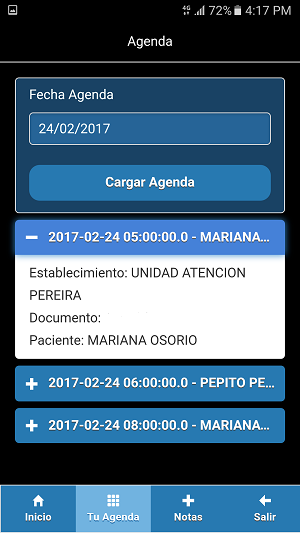 4G 72% 4:17 PM
Agenda
Fecha Agenda
24/02/2017
Cargar Agenda
2017-02-24 05:00:00.0 - MARIANA...
Establecimiento: UNIDAD ATENCION
PEREIRA
Documento:
Paciente: MARIANA OSORIO
2017-02-24 06:00:00.0 - PEPITO PE...
2017-02-24 08:00:00.0 - MARIANA...
Inicio Tu Agenda Notas Salir